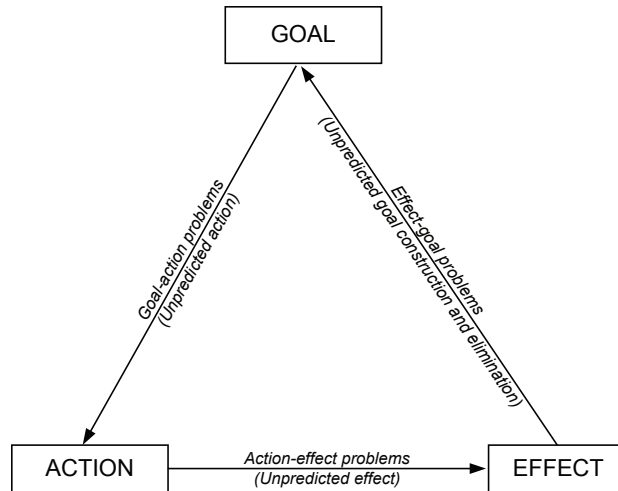 GOAL
Goal-action problems
(Unpredicted action)
Effect-goal problems
(Unpredicted goal construction and elimination)
ACTION
Action-effect problems
(Unpredicted effect)
EFFECT